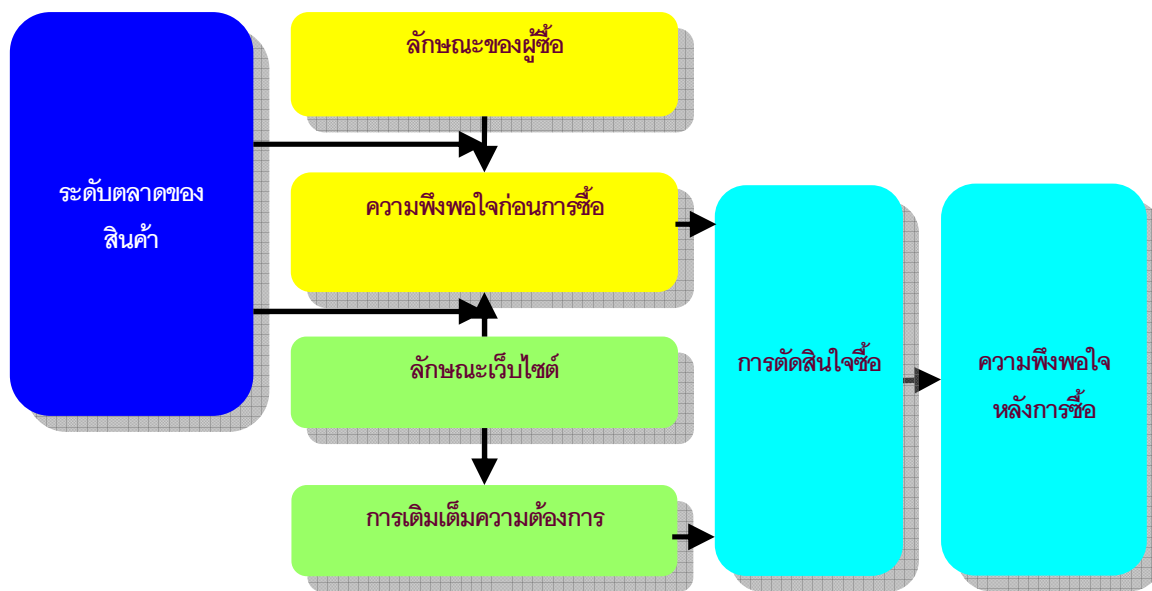 ระดับตลาดของ
สินค้า
ลักษณะของผู้ซื้อ
ความพึงพอใจก่อนการซื้อ
ลักษณะเว็บไซต์
การเติมเต็มความต้องการ
การตัดสินใจซื้อ
ความพึงพอใจ
หลังการซื้อ